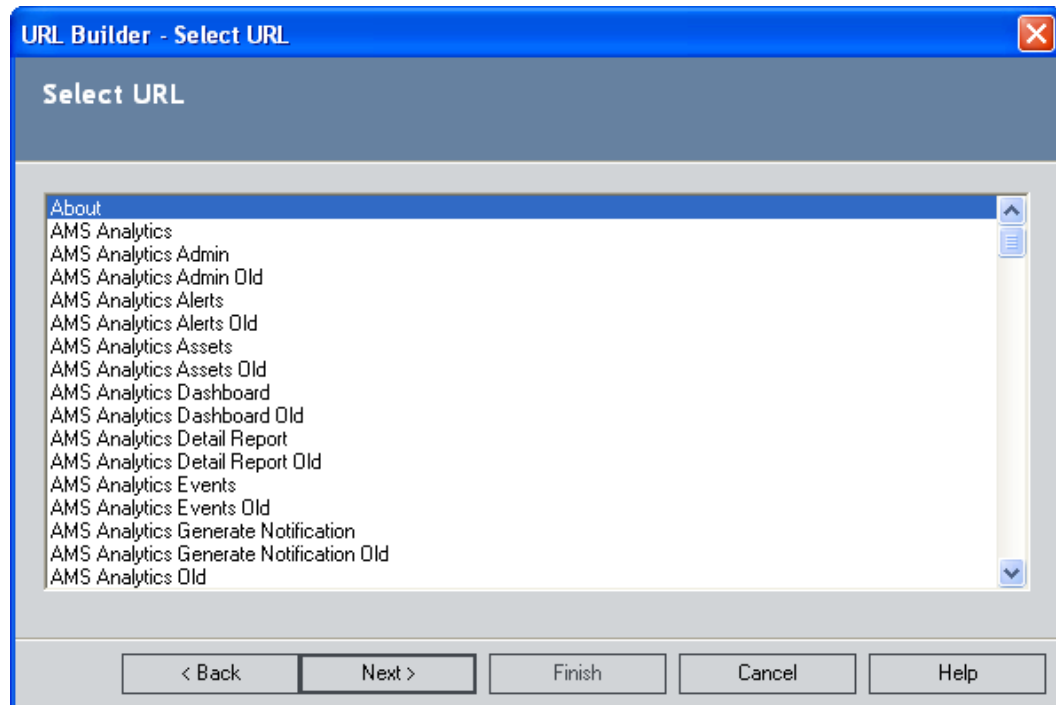 URL Builder - Select URL
Select URL
About
AMS Analytics
AMS Analytics Admin
AMS Analytics Admin Old
AMS Analytics Alerts
AMS Analytics Alerts Old
AMS Analytics Assets
AMS Analytics Assets Old
AMS Analytics Dashboard
AMS Analytics Dashboard Old
AMS Analytics Detail Report
AMS Analytics Detail Report Old
AMS Analytics Events
AMS Analytics Events Old
AMS Analytics Generate Notification
AMS Analytics Generate Notification Old
AMS Analytics Old
< Back Next > Finish Cancel Help